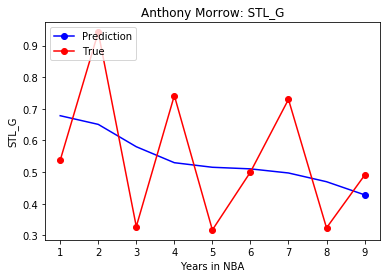 Anthony Morrow: STL_G
Prediction
True
0.9
0.8
0.7
0.6
0.5
0.4
0.3
STL_G
1 2 3 4 5 6 7 8 9
Years in NBA